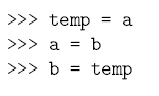 >>> temp = a
>>> a = b
>>> b = temp